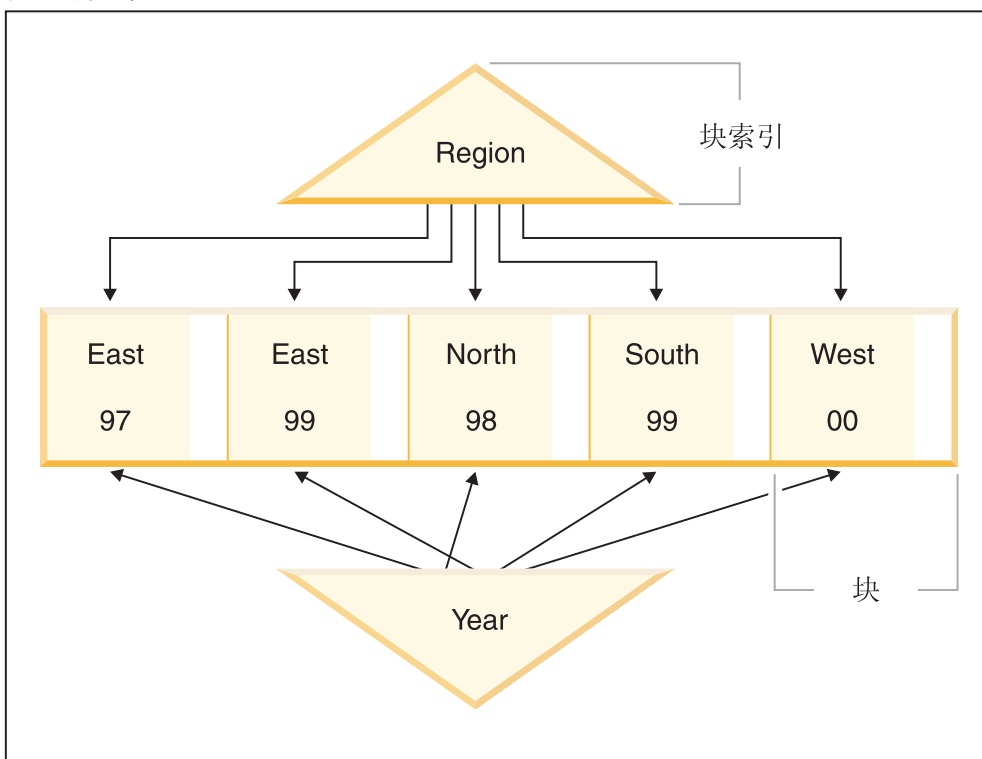 Region
块索引
East
East
North
South
West
97
99
98
99
00
Year
块